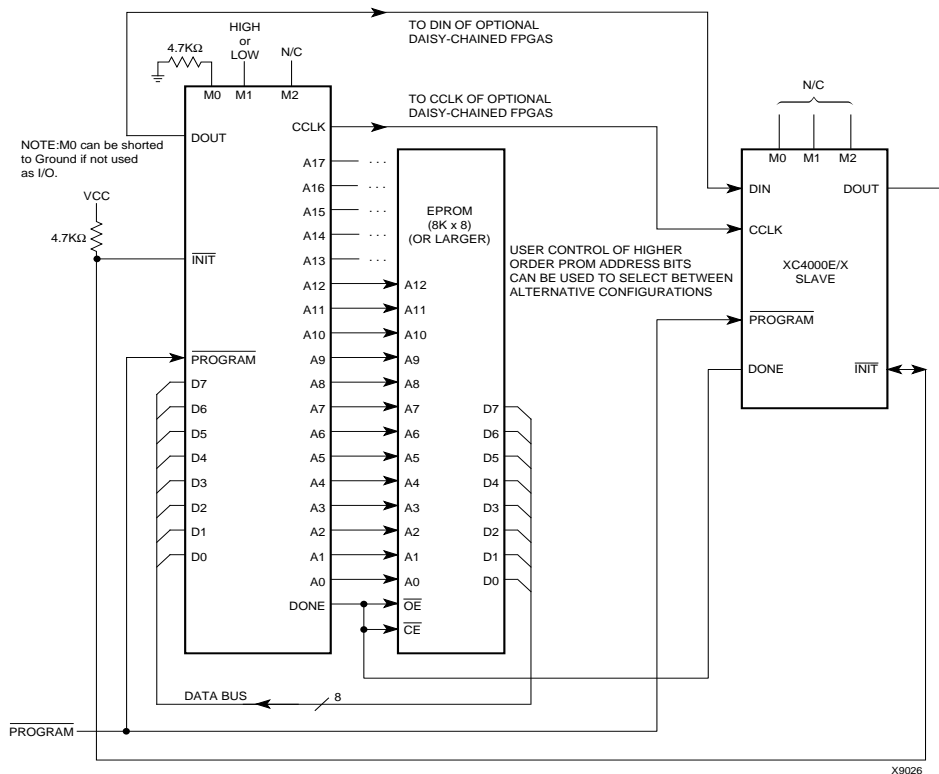 TO DIN OF OPTIONAL
DAISY-CHAINED FPGAS
HIGH
or
LOW
4.7KΩ
N/C
M0 M1 M2
N/C
TO CCLK OF OPTIONAL
DAISY-CHAINED FPGAS
NOTE:M0 can be shorted
to Ground if not used
as I/O.
VCC
4.7KΩ
DOUT
INIT
PROGRAM
D7
D6
D5
D4
D3
D2
D1
D0
CCLK
A17 ...
A16 ...
A15 ...
A14 ...
A13 ...
A12
A11
A10
A9
A8
A7
A6
A5
A4
A3
A2
A1
A0
DONE
EPROM
(8K x 8)
(OR LARGER)
A12
A11
A10
A9
A8
A7
A6
A5
A4
A3
A2
A1
A0
OE
CE
D7
D6
D5
D4
D3
D2
D1
D0
USER CONTROL OF HIGHER
ORDER PROM ADDRESS BITS
CAN BE USED TO SELECT BETWEEN
ALTERNATIVE CONFIGURATIONS
M0 M1 M2
DIN
DOUT
CCLK
XC4000E/X
SLAVE
PROGRAM
DONE
INIT
DATA BUS
8
PROGRAM
X9026